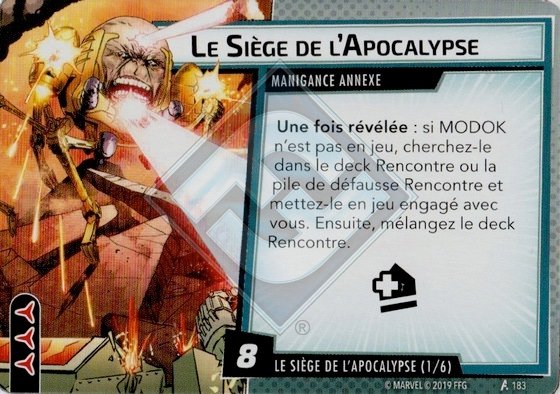 LE SIÈGE DE L'APOCALYPSE
MANIGANCE ANNEXE
Une fois révélée : si MODOK
n'est pas en jeu, cherchez-le
dans le deck Rencontre ou la
pile de défausse Rencontre et
mettez-le en jeu engagé avec
vous. Ensuite, mélangez le deck
Rencontre.
®
8
LE SIÈGE DE L'APOCALYPSE (1/6)
© MARVEL © 2019 FFG
183